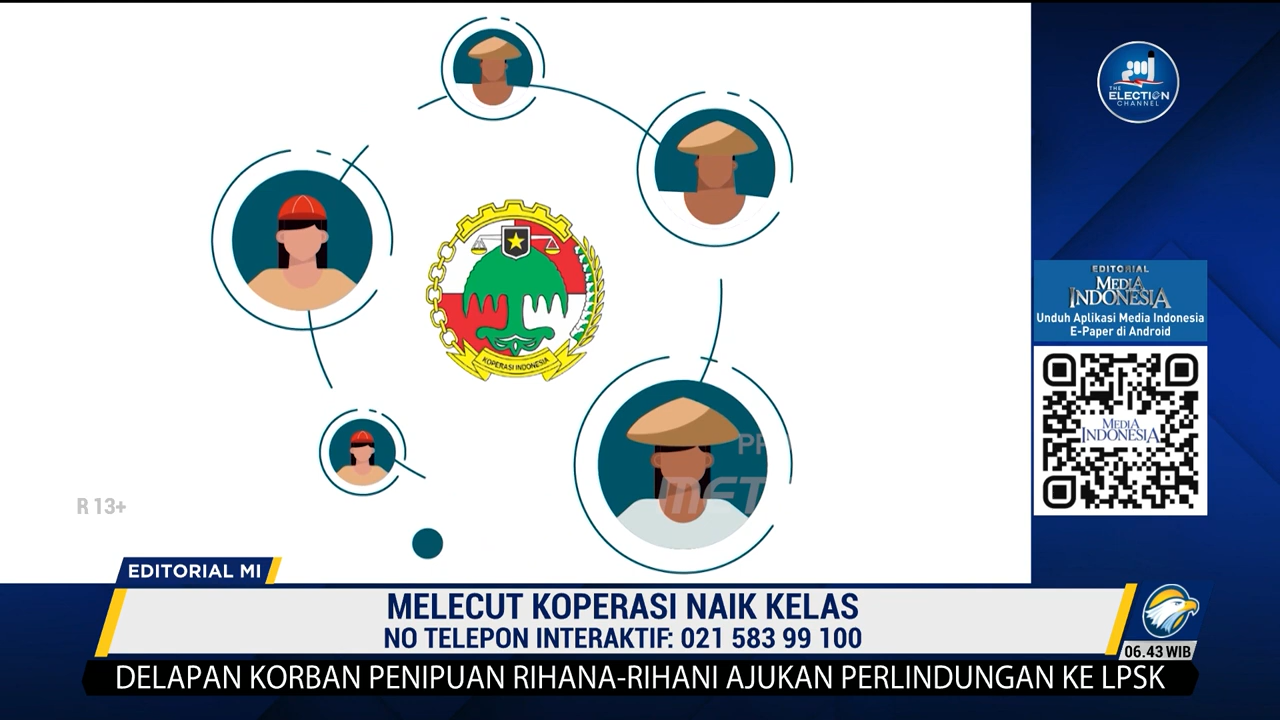 THE
ELECTION
CHANNEL
KOPERASI INDONESIA
EDITORIAL
MEDIA
INDONESIA
Unduh Aplikasi Media Indonesia
E-Paper di Android
MEDIA
INDONESIA
R 13+
EDITORIAL MI
MELECUT KOPERASI NAIK KELAS
NO TELEPON INTERAKTIF: 021 583 99 100
06.43 WIB
DELAPAN KORBAN PENIPUAN RIHANA-RIHANI AJUKAN PERLINDUNGAN KE LPSK